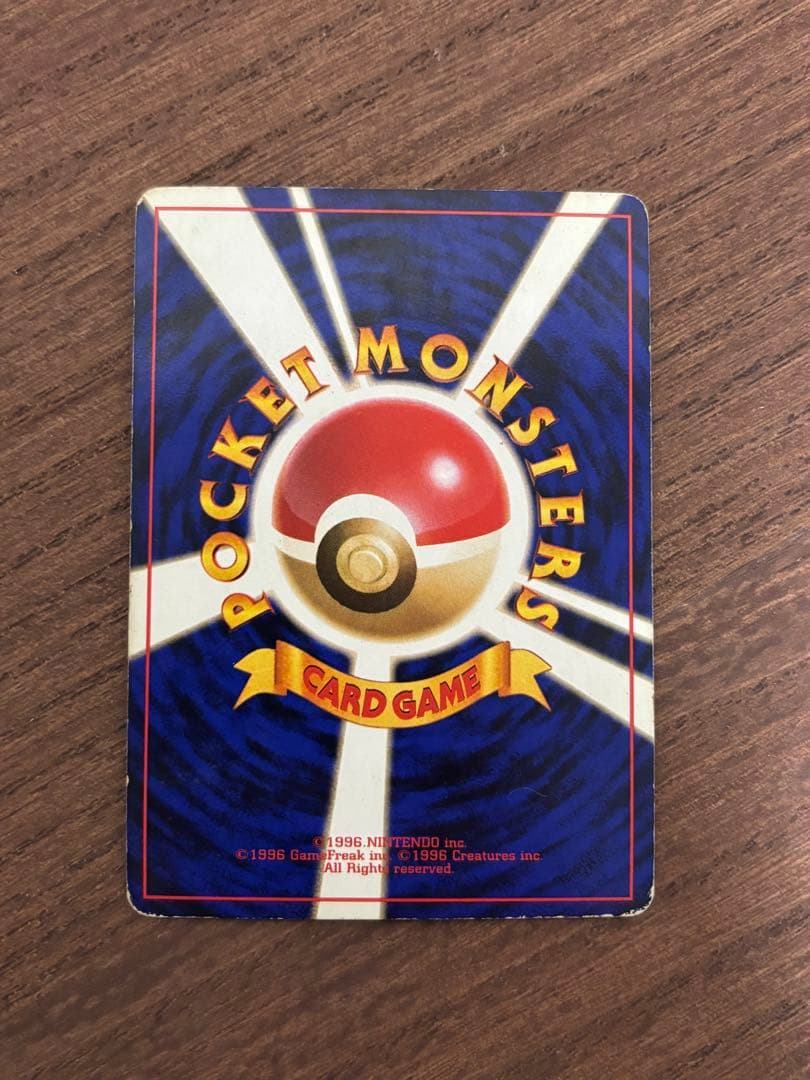 POCKET MONSTERS
CARD GAME
©1996.NINTENDO inc.
©1996 GameFreak inc. ©1996 Creatures inc.
All Rights reserved.